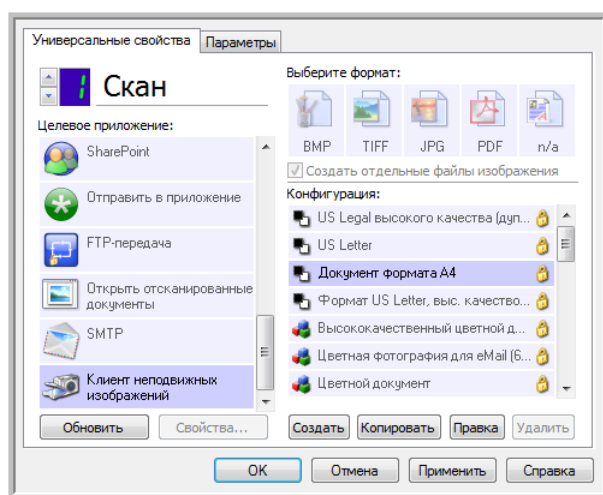 Универсальные свойства
Параметры
1
Скан
Целевое приложение:
SharePoint
Отправить в приложение
FTP-передача
Открыть отсканированные
документы
SMTP
Клиент неподвижных
изображений
Обновить
Свойства...
Выберите формат:
BMP
TIFF
JPG
PDF
n/a
Создать отдельные файлы изображения
Конфигурация:
US Legal высокого качества (дуп...
US Letter
Документ формата A4
Формат US Letter, выс. качество...
Высококачественный цветной д...
Цветная фотография для eMail (6...
Цветной документ
Создать
Копировать
Правка
Удалить
OK
Отмена
Применить
Справка